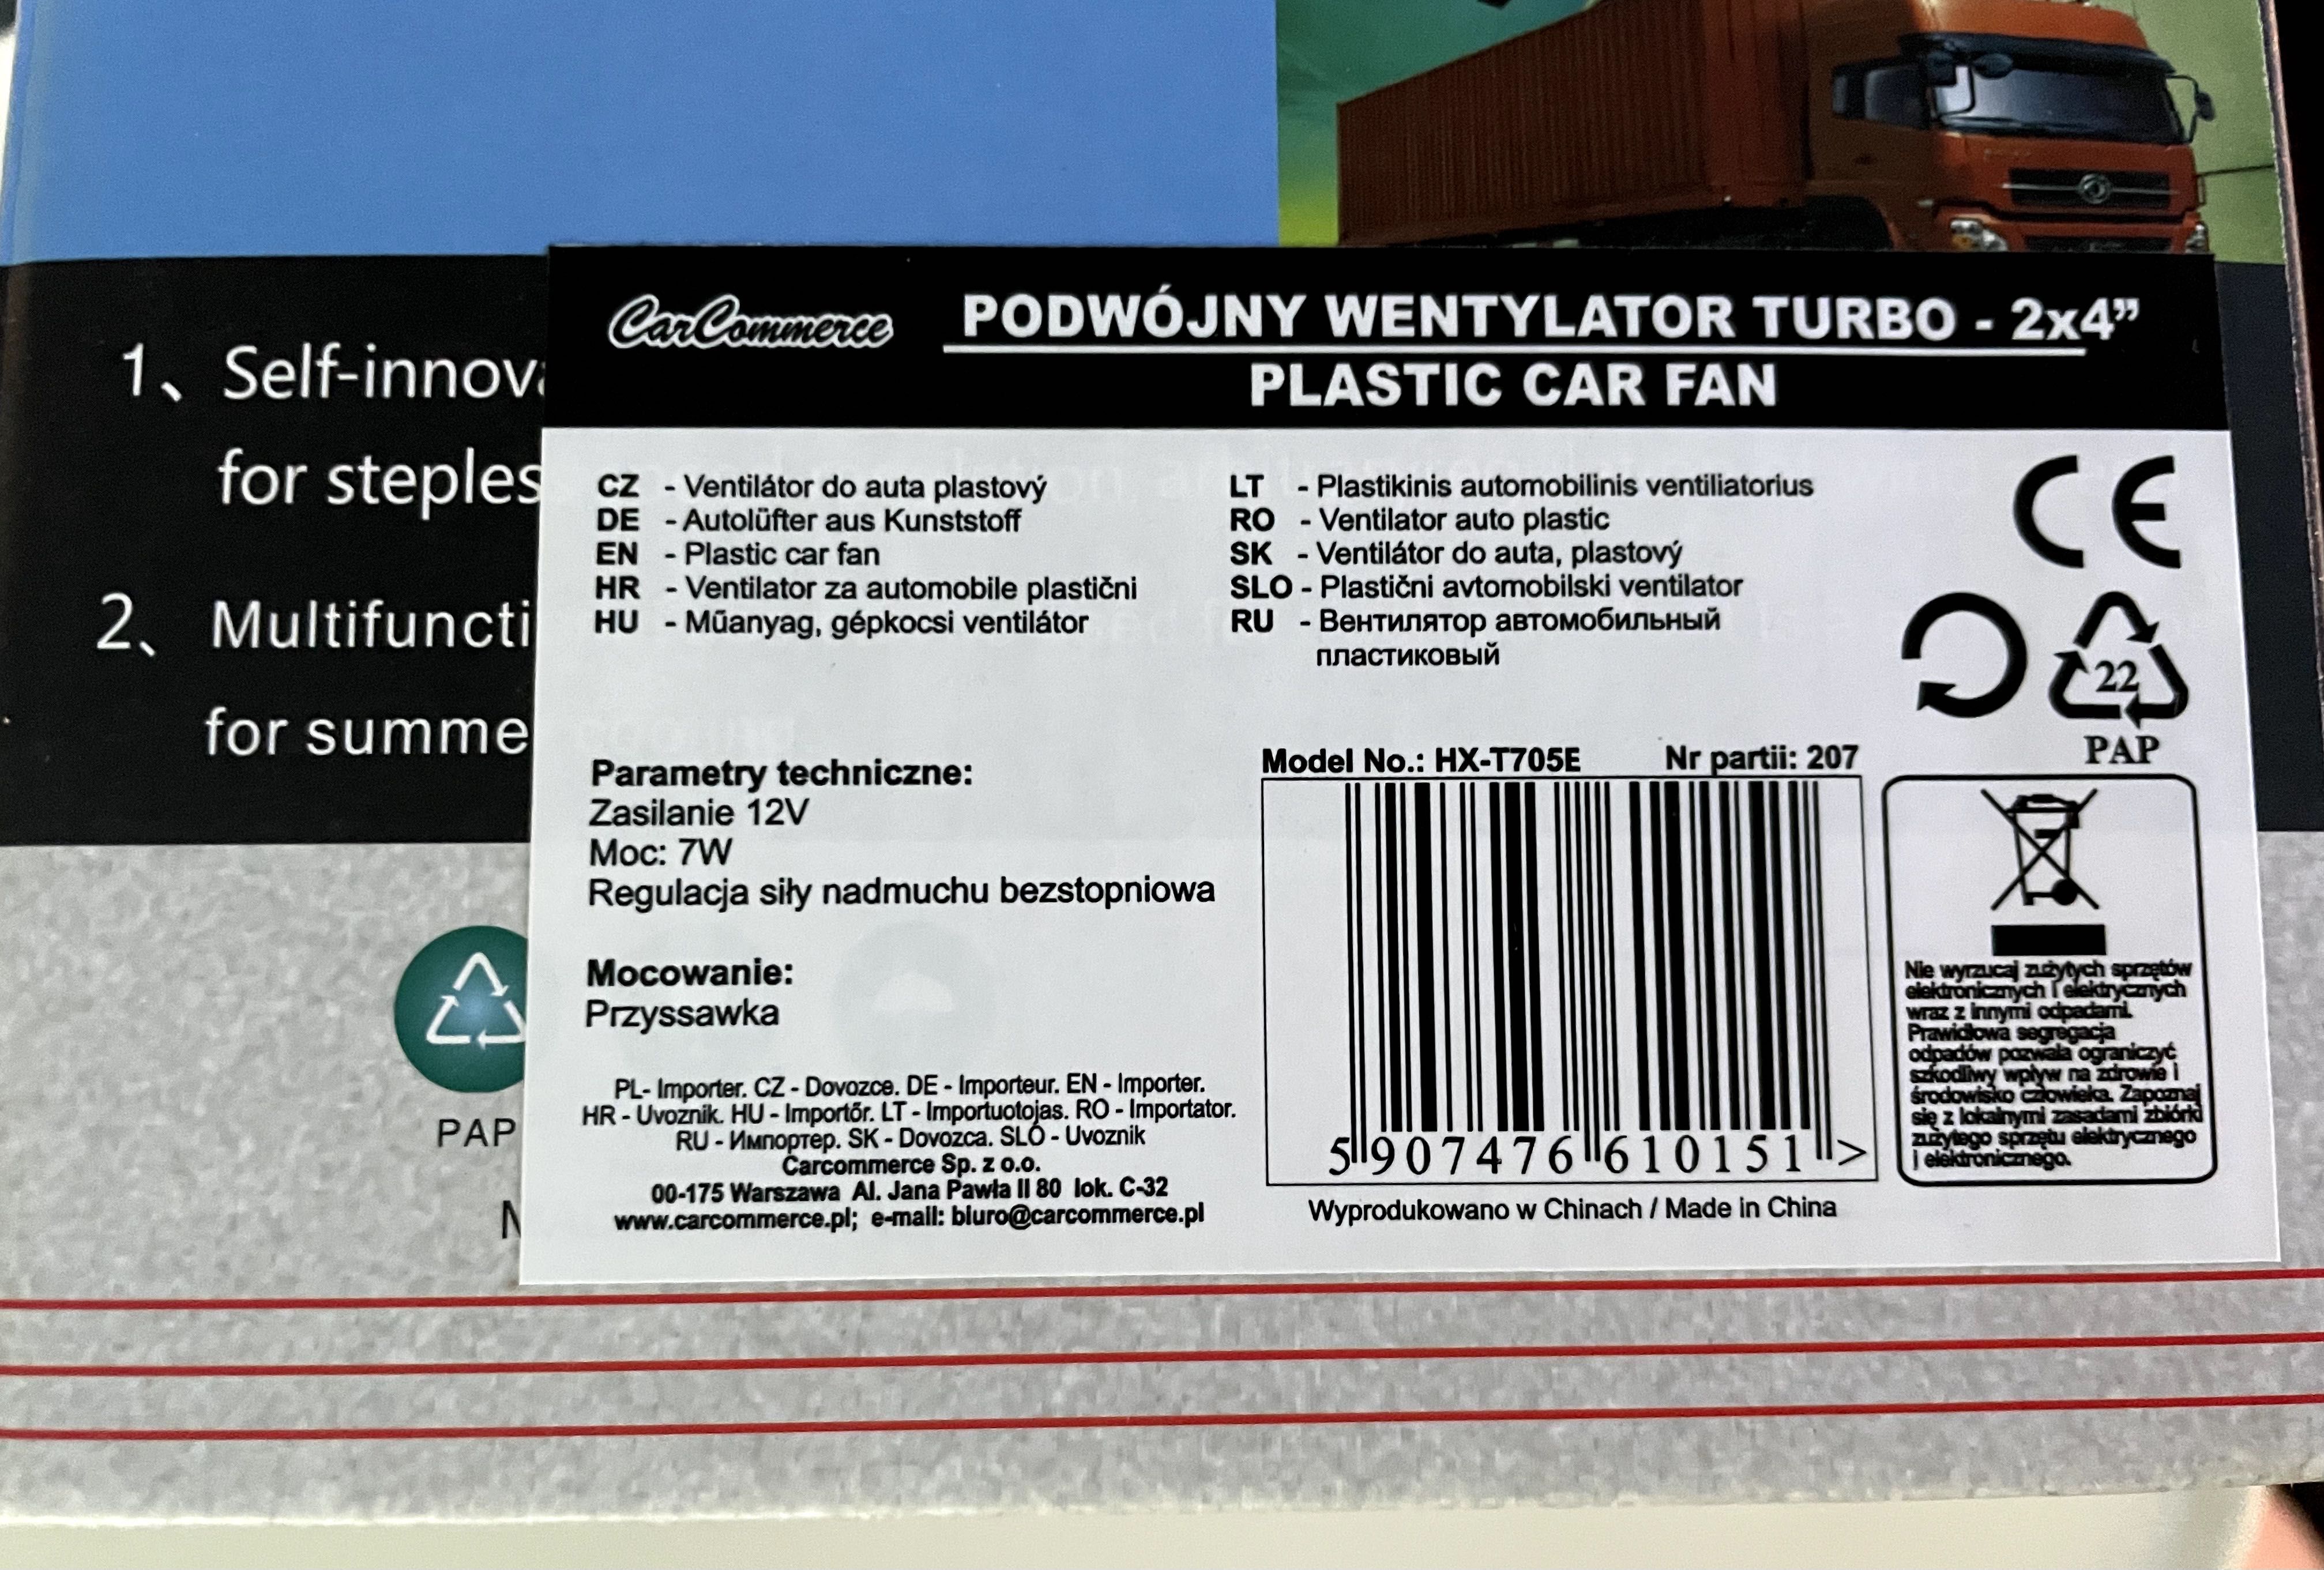 1、 Self-innova
for steples
2、 Multifuncti
for summe
PAP
CarCommerce
PODWÓJNY WENTYLATOR TURBO - 2x4”
PLASTIC CAR FAN
CZ - Ventilátor do auta plastový
DE - Autolüfter aus Kunststoff
EN - Plastic car fan
HR - Ventilator za automobile plastični
HU - Műanyag, gépkocsi ventilátor
LT - Plastikinis automobilinis ventiliatorius
RO - Ventilator auto plastic
SK - Ventilátor do auta, plastový
SLO - Plastični avtomobilski ventilator
RU - Вентилятор автомобильный
пластиковый
CE
22
PAP
Parametry techniczne:
Zasilanie 12V
Moc: 7W
Regulacja siły nadmuchu bezstopniowa
Mocowanie:
Przyssawka
PL- Importer. CZ - Dovozce. DE - Importeur. EN - Importer.
HR - Uvoznik. HU - Importőr. LT - Importuotojas. RO - Importator.
RU - Импортер. SK - Dovozca. SLO - Uvoznik
Carcommerce Sp. z o.o.
00-175 Warszawa Al. Jana Pawła II 80 lok. C-32
www.carcommerce.pl; e-mail: biuro@carcommerce.pl
Model No.: HX-T705E Nr partii: 207
5 907476 610151 >
Wyprodukowano w Chinach / Made in China
Nie wyrzucaj zużytych sprzętów
elektronicznych i elektrycznych
wraz z innymi odpadami.
Prawidłowa segregacja
odpadów pozwala ograniczyć
szkodliwy wpływ na zdrowie i
środowisko człowieka. Zapoznaj
się z lokalnymi zasadami zbiórki
zużytego sprzętu elektrycznego
i elektronicznego.